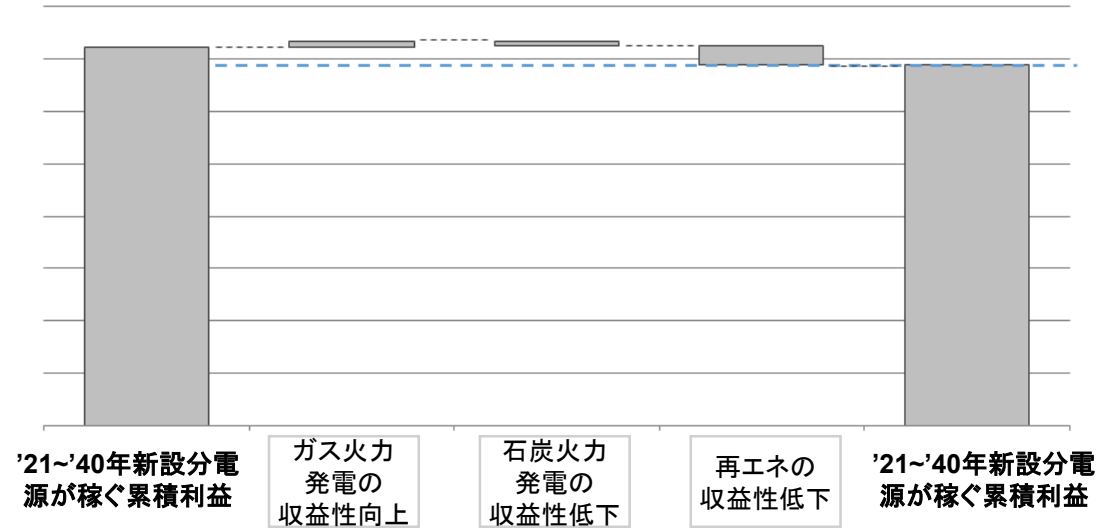 ’21~’40年新設分電
源が稼ぐ累積利益
ガス火力
発電の
収益性向上
石炭火力
発電の
収益性低下
再エネの
収益性低下
’21~’40年新設分電
源が稼ぐ累積利益